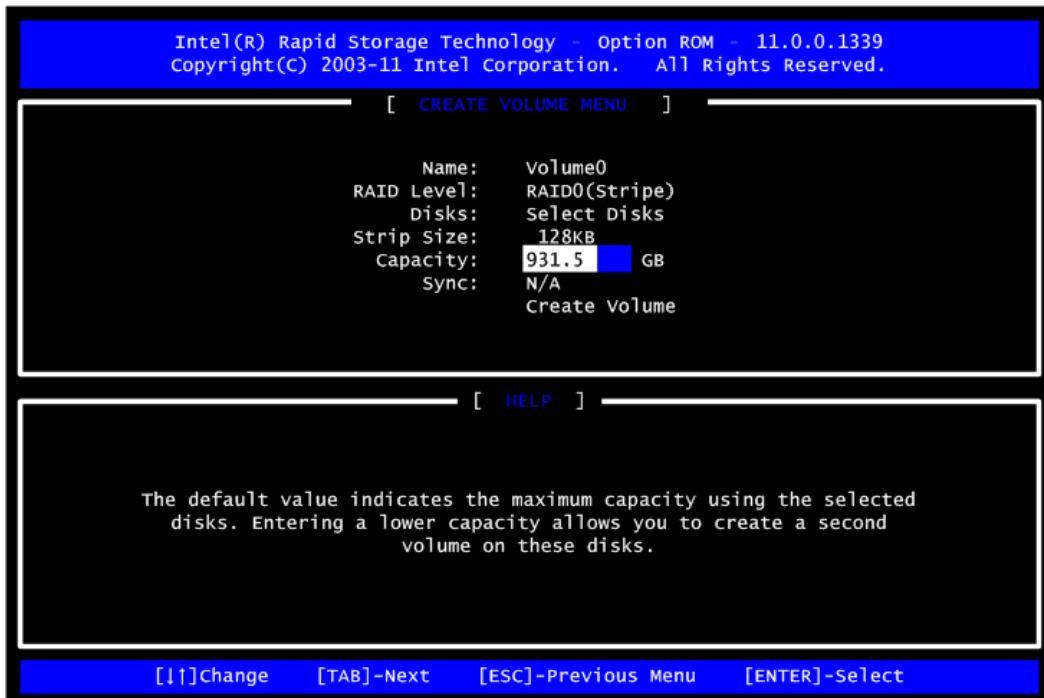 Intel(R) Rapid Storage Technology - Option ROM - 11.0.0.1339
Copyright(C) 2003-11 Intel Corporation. All Rights Reserved.
[ CREATE VOLUME MENU ]
Name: Volume0
RAID Level: RAID0(Stripe)
Disks: Select Disks
Strip Size: 128KB
Capacity: 931.5 GB
Sync: N/A
Create Volume
[ HELP ]
The default value indicates the maximum capacity using the selected
disks. Entering a lower capacity allows you to create a second
volume on these disks.
[↓↑]Change [TAB]-Next [ESC]-Previous Menu [ENTER]-Select